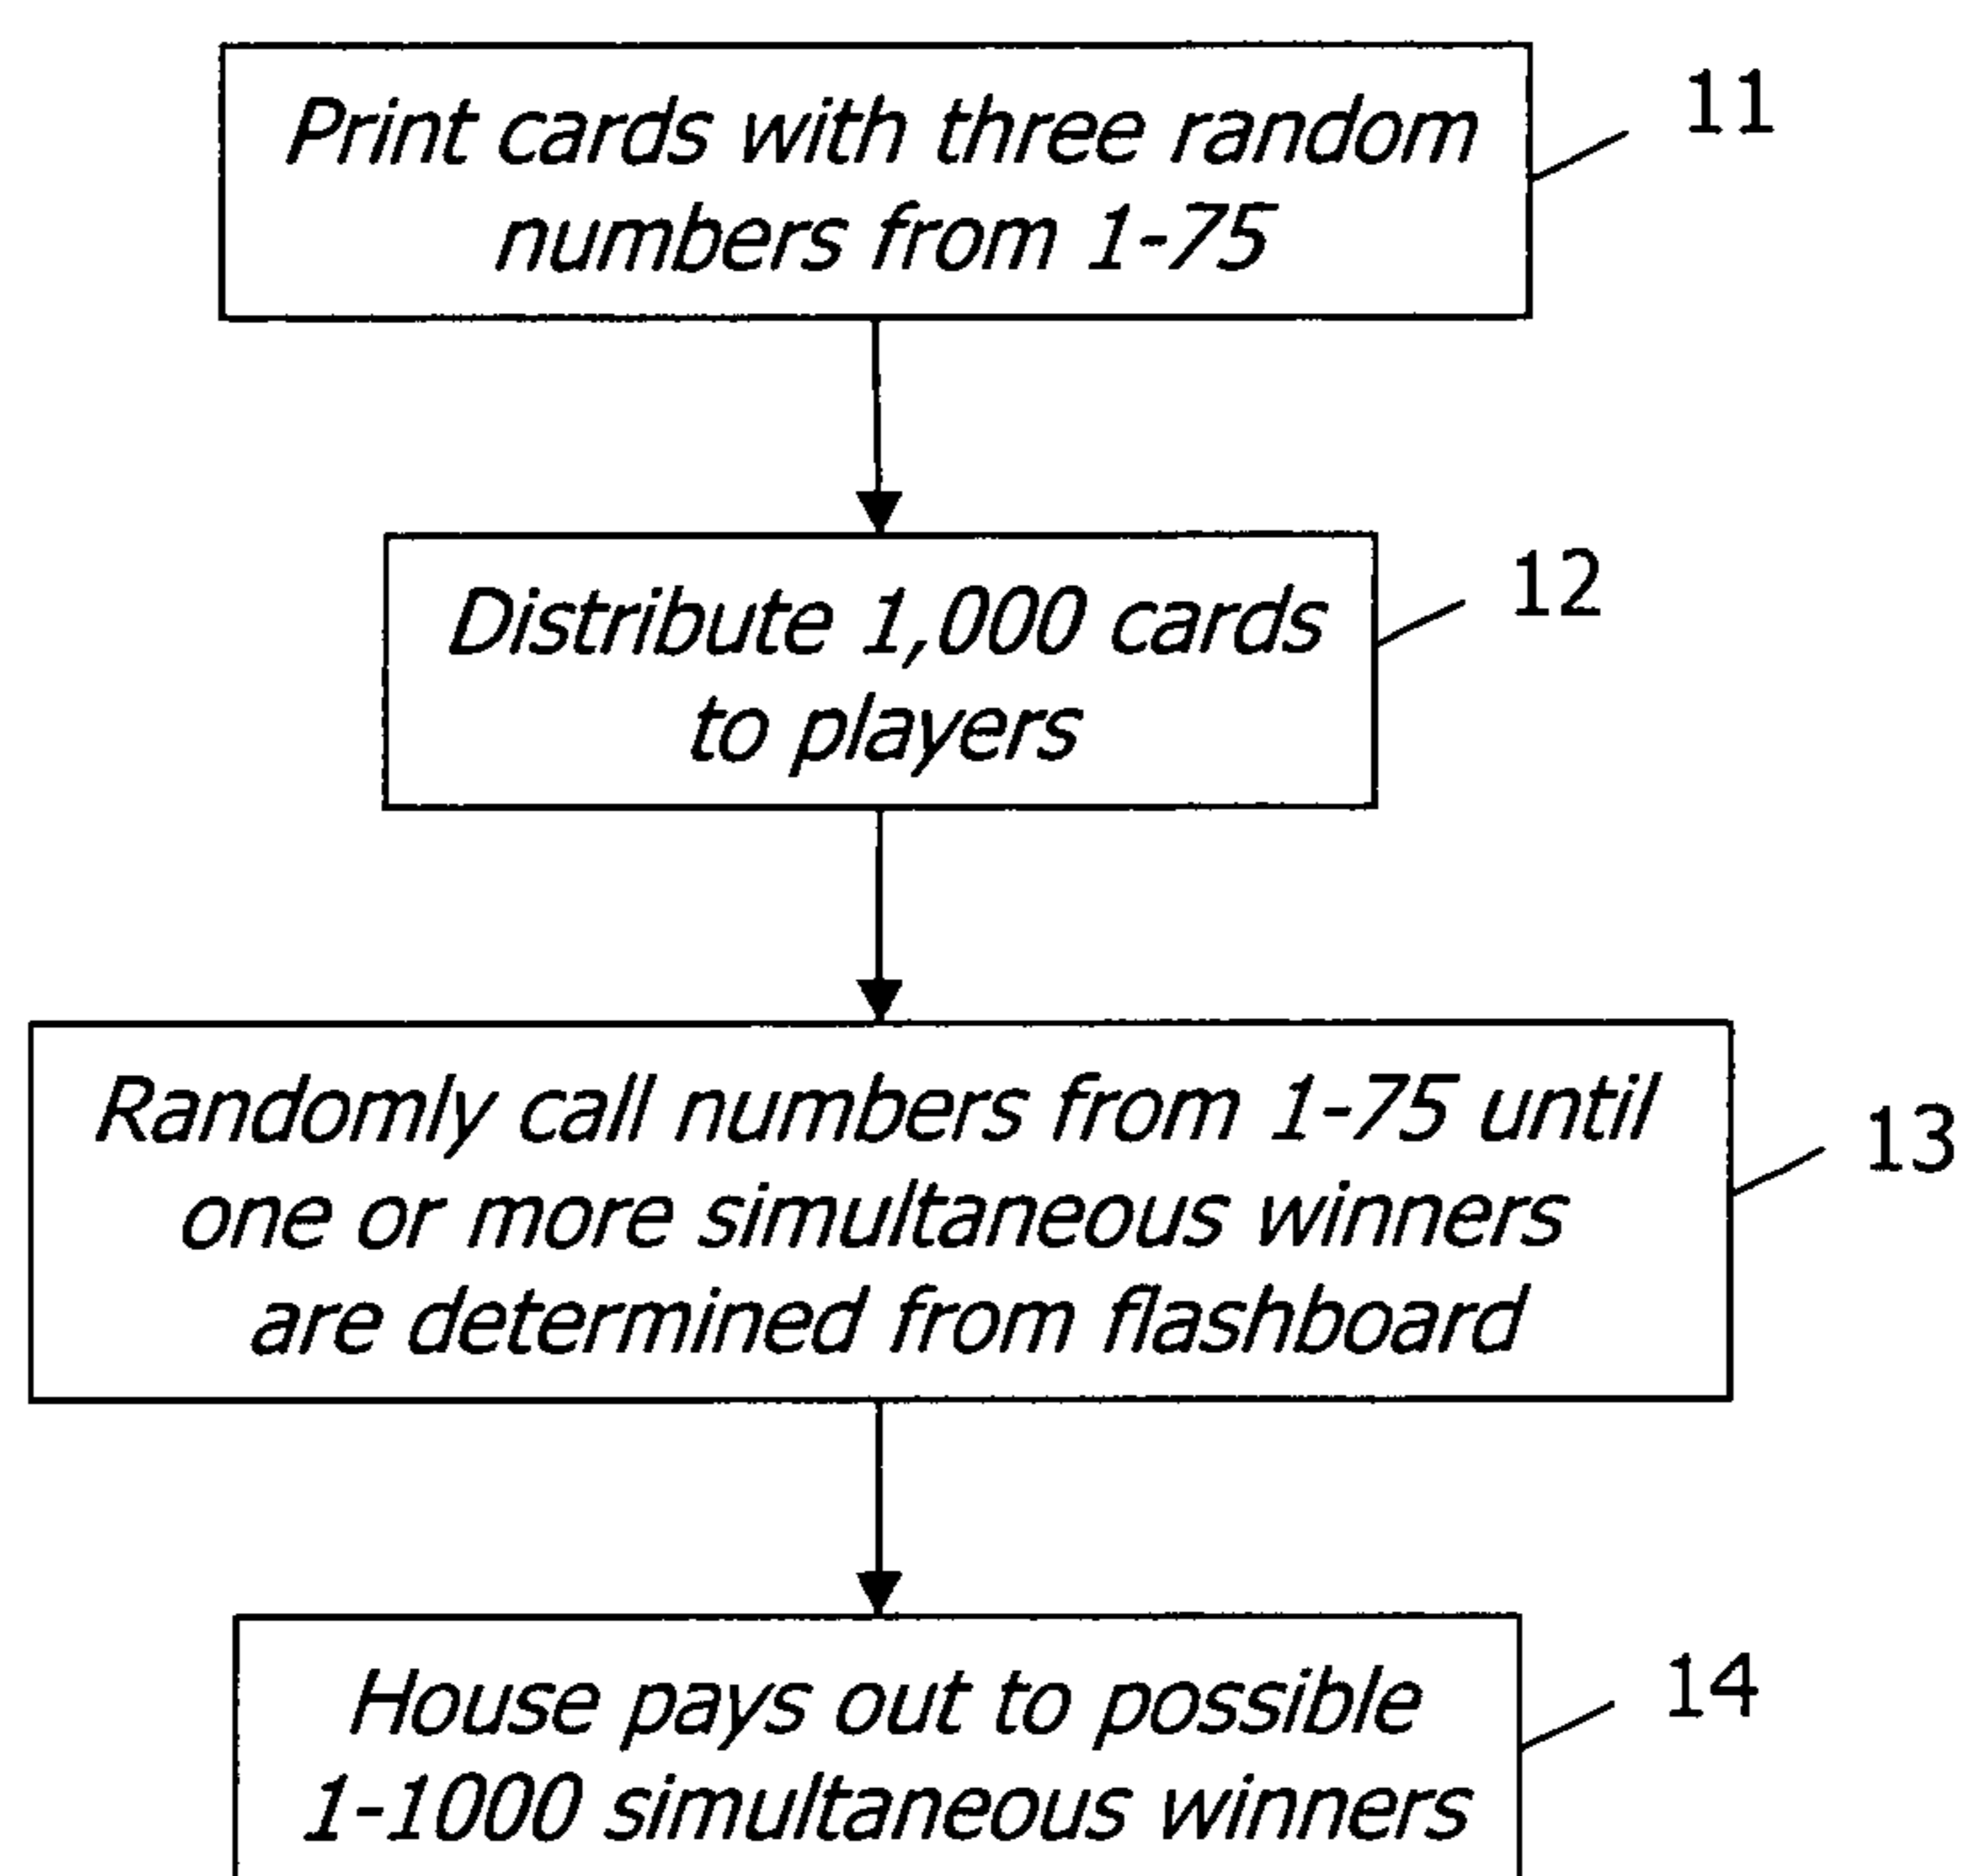 Print cards with three random
numbers from 1-75
11
Distribute 1,000 cards
to players
12
Randomly call numbers from 1-75 until
one or more simultaneous winners
are determined from flashboard
13
House pays out to possible
1-1000 simultaneous winners
14